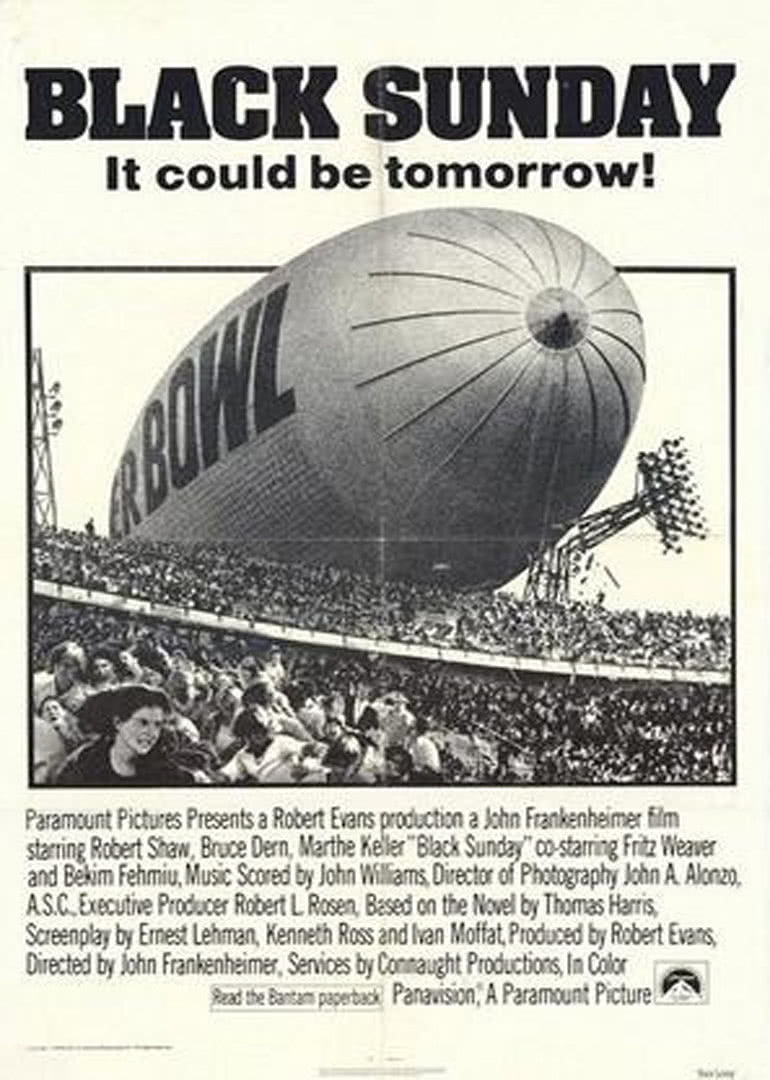 BLACK SUNDAY
It could be tomorrow!
ER BOWL
Paramount Pictures Presents a Robert Evans production a John Frankenheimer film
starring Robert Shaw, Bruce Dern, Marthe Keller "Black Sunday" co-starring Fritz Weaver
and Bekim Fehmiu, Music Scored by John Williams, Director of Photography John A. Alonzo,
A.S.C., Executive Producer Robert L. Rosen, Based on the Novel by Thomas Harris,
Screenplay by Ernest Lehman, Kenneth Ross and Ivan Moffat, Produced by Robert Evans,
Directed by John Frankenheimer, Services by Connaught Productions, In Color
Read the Bantam paperback Panavision,® A Paramount Picture